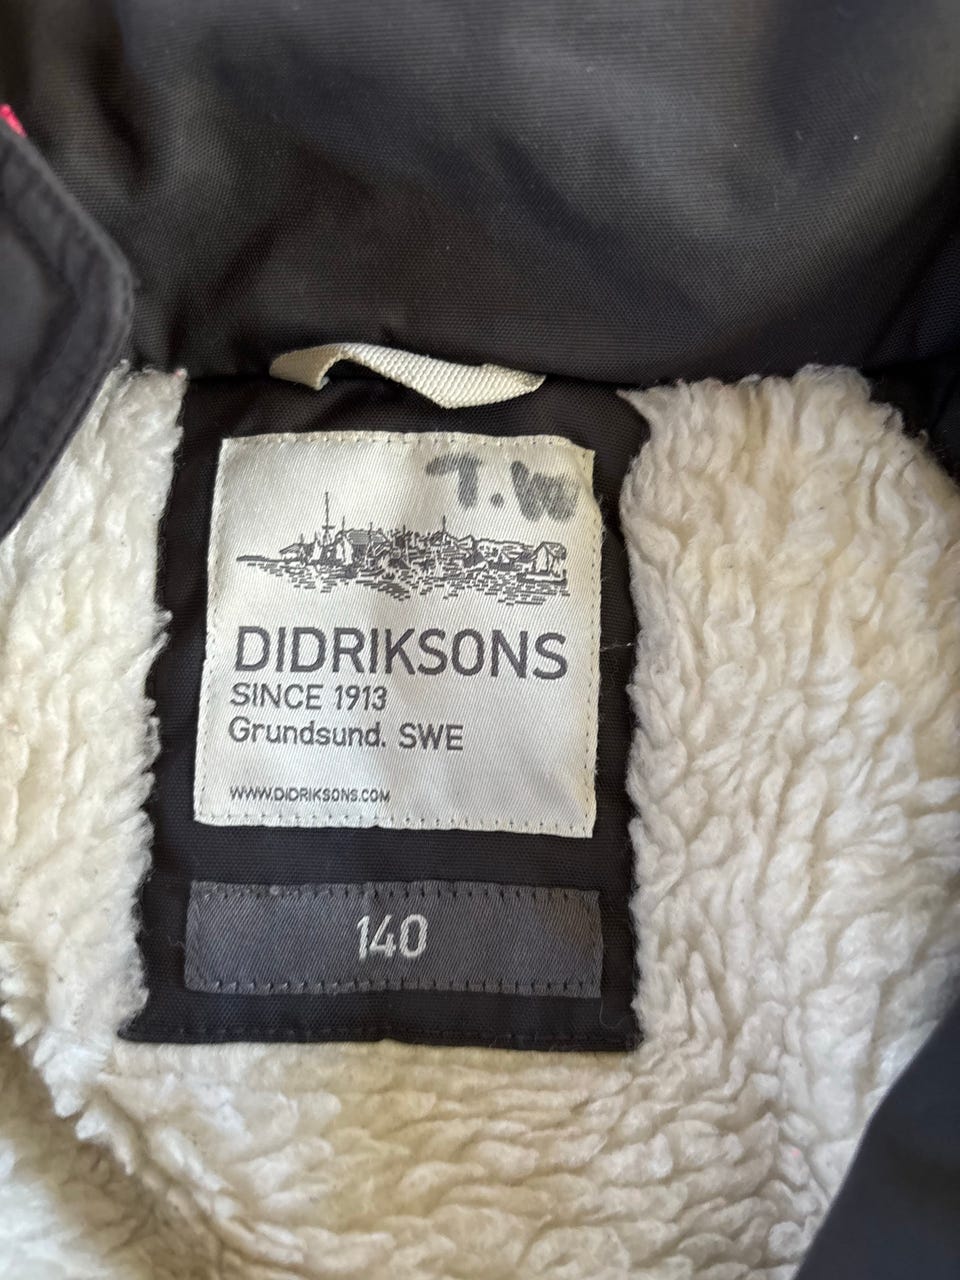 T.W
DIDRIKSONS
SINCE 1913
Grundsund. SWE
WWW.DIDRIKSONS.COM
140